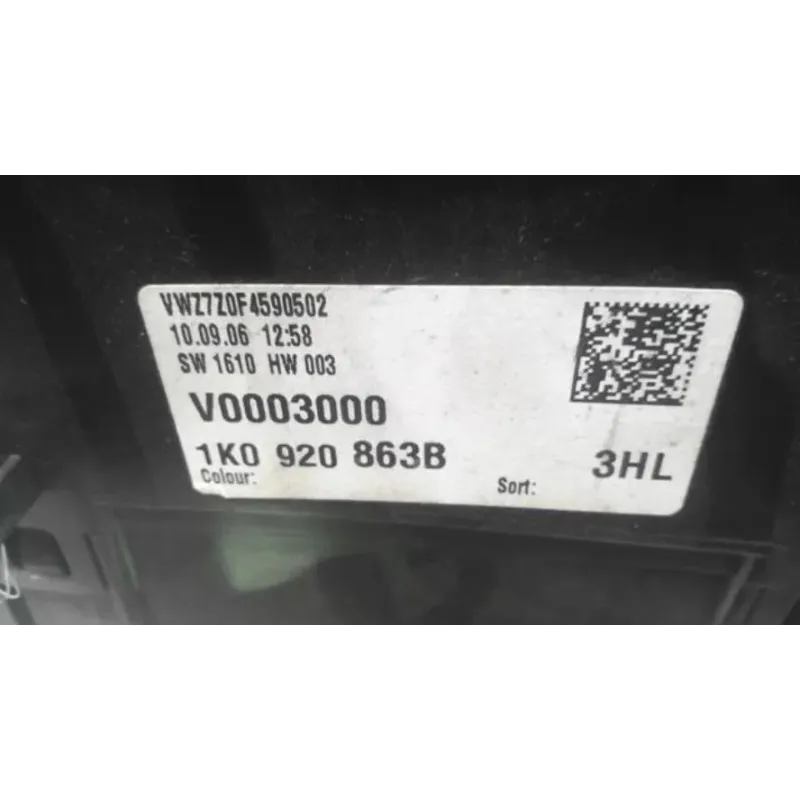 VWZ7Z0F4590502
10.09.06 12:58
SW 1610 HW 003
V0003000
1K0 920 863B 3HL
Colour: Sort: